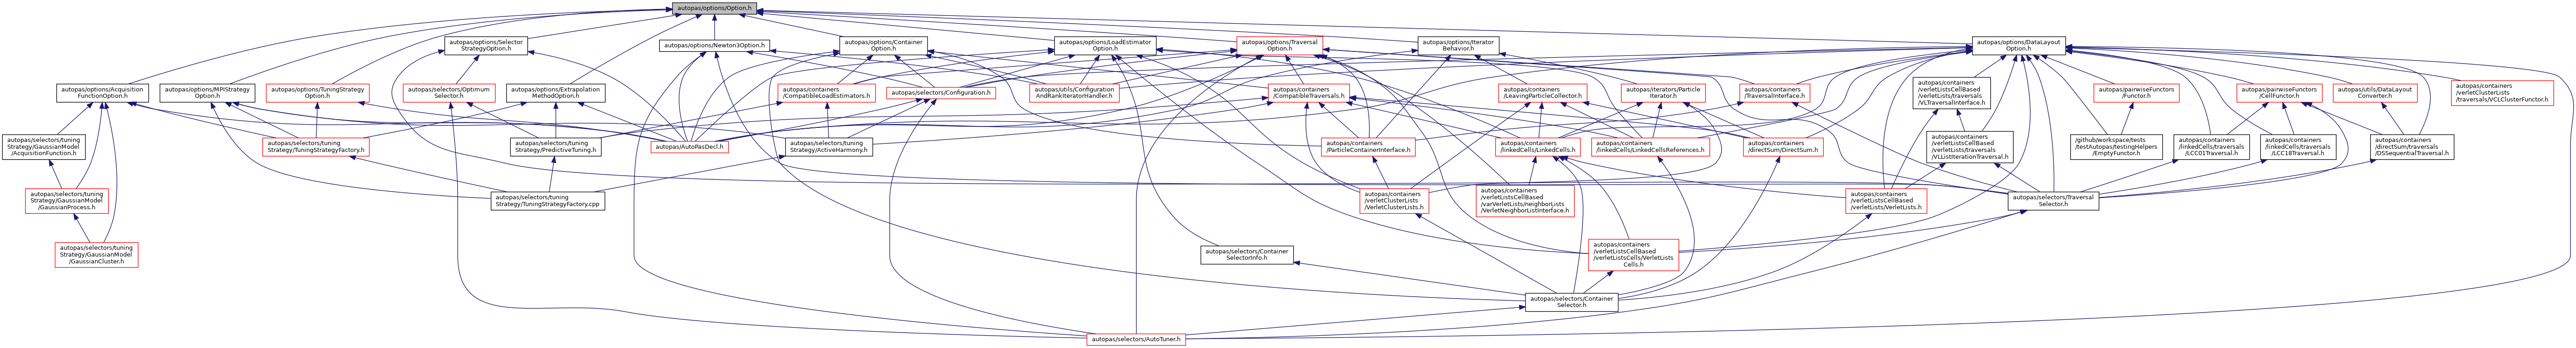 autopas/options/Option.h
autopas/options/Selector
StrategyOption.h
autopas/options/Newton3Option.h
autopas/options/Container
Option.h
autopas/options/LoadEstimator
Option.h
autopas/options/Traversal
Option.h
autopas/options/Iterator
Behavior.h
autopas/options/DataLayout
Option.h
autopas/options/Acquisition
FunctionOption.h
autopas/options/MPIStrategy
Option.h
autopas/options/TuningStrategy
Option.h
autopas/selectors/Optimum
Selector.h
autopas/options/Extrapolation
MethodOption.h
autopas/containers
/CompatibleLoadEstimators.h
autopas/selectors/Configuration.h
autopas/utils/Configuration
AndRankIteratorHandler.h
autopas/containers
/CompatibleTraversals.h
autopas/containers
/LeavingParticleCollector.h
autopas/iterators/Particle
Iterator.h
autopas/containers
/TraversalInterface.h
autopas/containers
/verletListsCellBased
/verletLists/traversals
/VLTraversalInterface.h
autopas/pairwiseFunctors
/Functor.h
autopas/pairwiseFunctors
/CellFunctor.h
autopas/utils/DataLayout
Converter.h
autopas/containers
/verletClusterLists
/traversals/VCLClusterFunctor.h
autopas/selectors/tuning
Strategy/GaussianModel
/AcquisitionFunction.h
autopas/selectors/tuning
Strategy/TuningStrategyFactory.h
autopas/selectors/tuning
Strategy/PredictiveTuning.h
autopas/AutoPasDecl.h
autopas/selectors/tuning
Strategy/ActiveHarmony.h
autopas/containers
/ParticleContainerInterface.h
autopas/containers
/linkedCells/LinkedCells.h
autopas/containers
/linkedCells/LinkedCellsReferences.h
autopas/containers
/directSum/DirectSum.h
autopas/containers
/verletListsCellBased
/verletLists/traversals
/VLListIterationTraversal.h
/github/workspace/tests
/testAutopas/testingHelpers
/EmptyFunctor.h
autopas/containers
/linkedCells/traversals
/LCC01Traversal.h
autopas/containers
/linkedCells/traversals
/LCC18Traversal.h
autopas/containers
/directSum/traversals
/DSSequentialTraversal.h
autopas/selectors/tuning
Strategy/GaussianModel
/GaussianProcess.h
autopas/selectors/tuning
Strategy/TuningStrategyFactory.cpp
autopas/containers
/verletClusterLists
/VerletClusterLists.h
autopas/containers
/verletListsCellBased
/varVerletLists/neighborLists
/VerletNeighborListInterface.h
autopas/containers
/verletListsCellBased
/verletLists/VerletLists.h
autopas/selectors/Traversal
Selector.h
autopas/selectors/tuning
Strategy/GaussianModel
/GaussianCluster.h
autopas/selectors/Container
SelectorInfo.h
autopas/containers
/verletListsCellBased
/verletListsCells/VerletLists
Cells.h
autopas/selectors/Container
Selector.h
autopas/selectors/AutoTuner.h